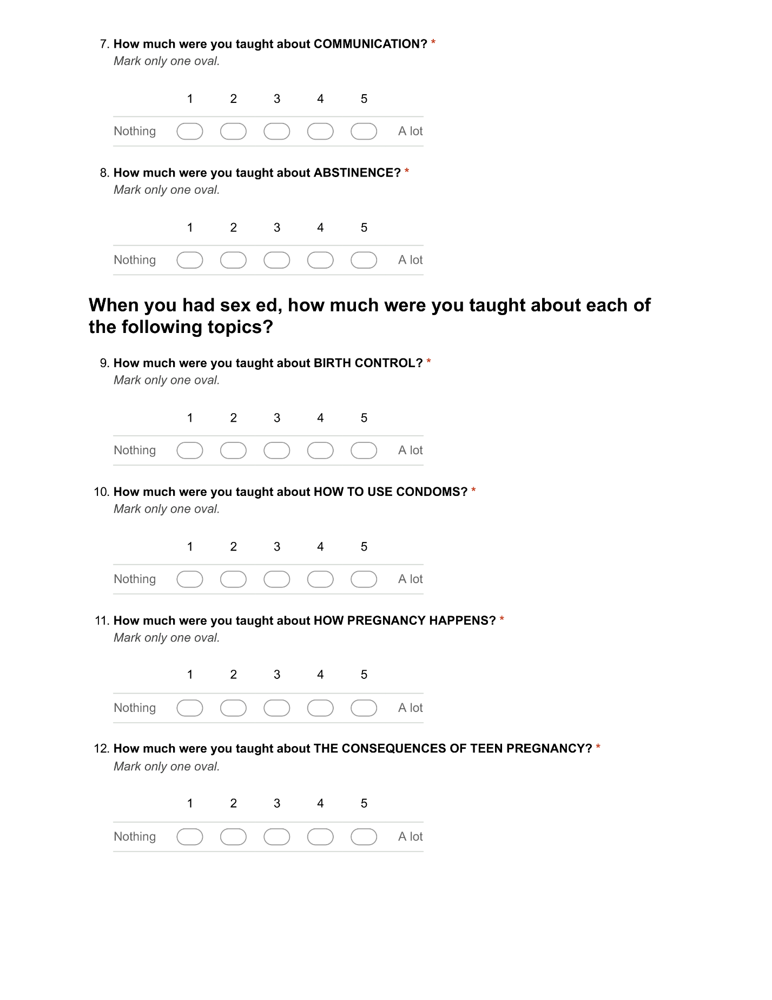 7. How much were you taught about COMMUNICATION? *
Mark only one oval.
1 2 3 4 5
Nothing A lot
8. How much were you taught about ABSTINENCE? *
Mark only one oval.
1 2 3 4 5
Nothing A lot
When you had sex ed, how much were you taught about each of
the following topics?
9. How much were you taught about BIRTH CONTROL? *
Mark only one oval.
1 2 3 4 5
Nothing A lot
10. How much were you taught about HOW TO USE CONDOMS? *
Mark only one oval.
1 2 3 4 5
Nothing A lot
11. How much were you taught about HOW PREGNANCY HAPPENS? *
Mark only one oval.
1 2 3 4 5
Nothing A lot
12. How much were you taught about THE CONSEQUENCES OF TEEN PREGNANCY? *
Mark only one oval.
1 2 3 4 5
Nothing A lot